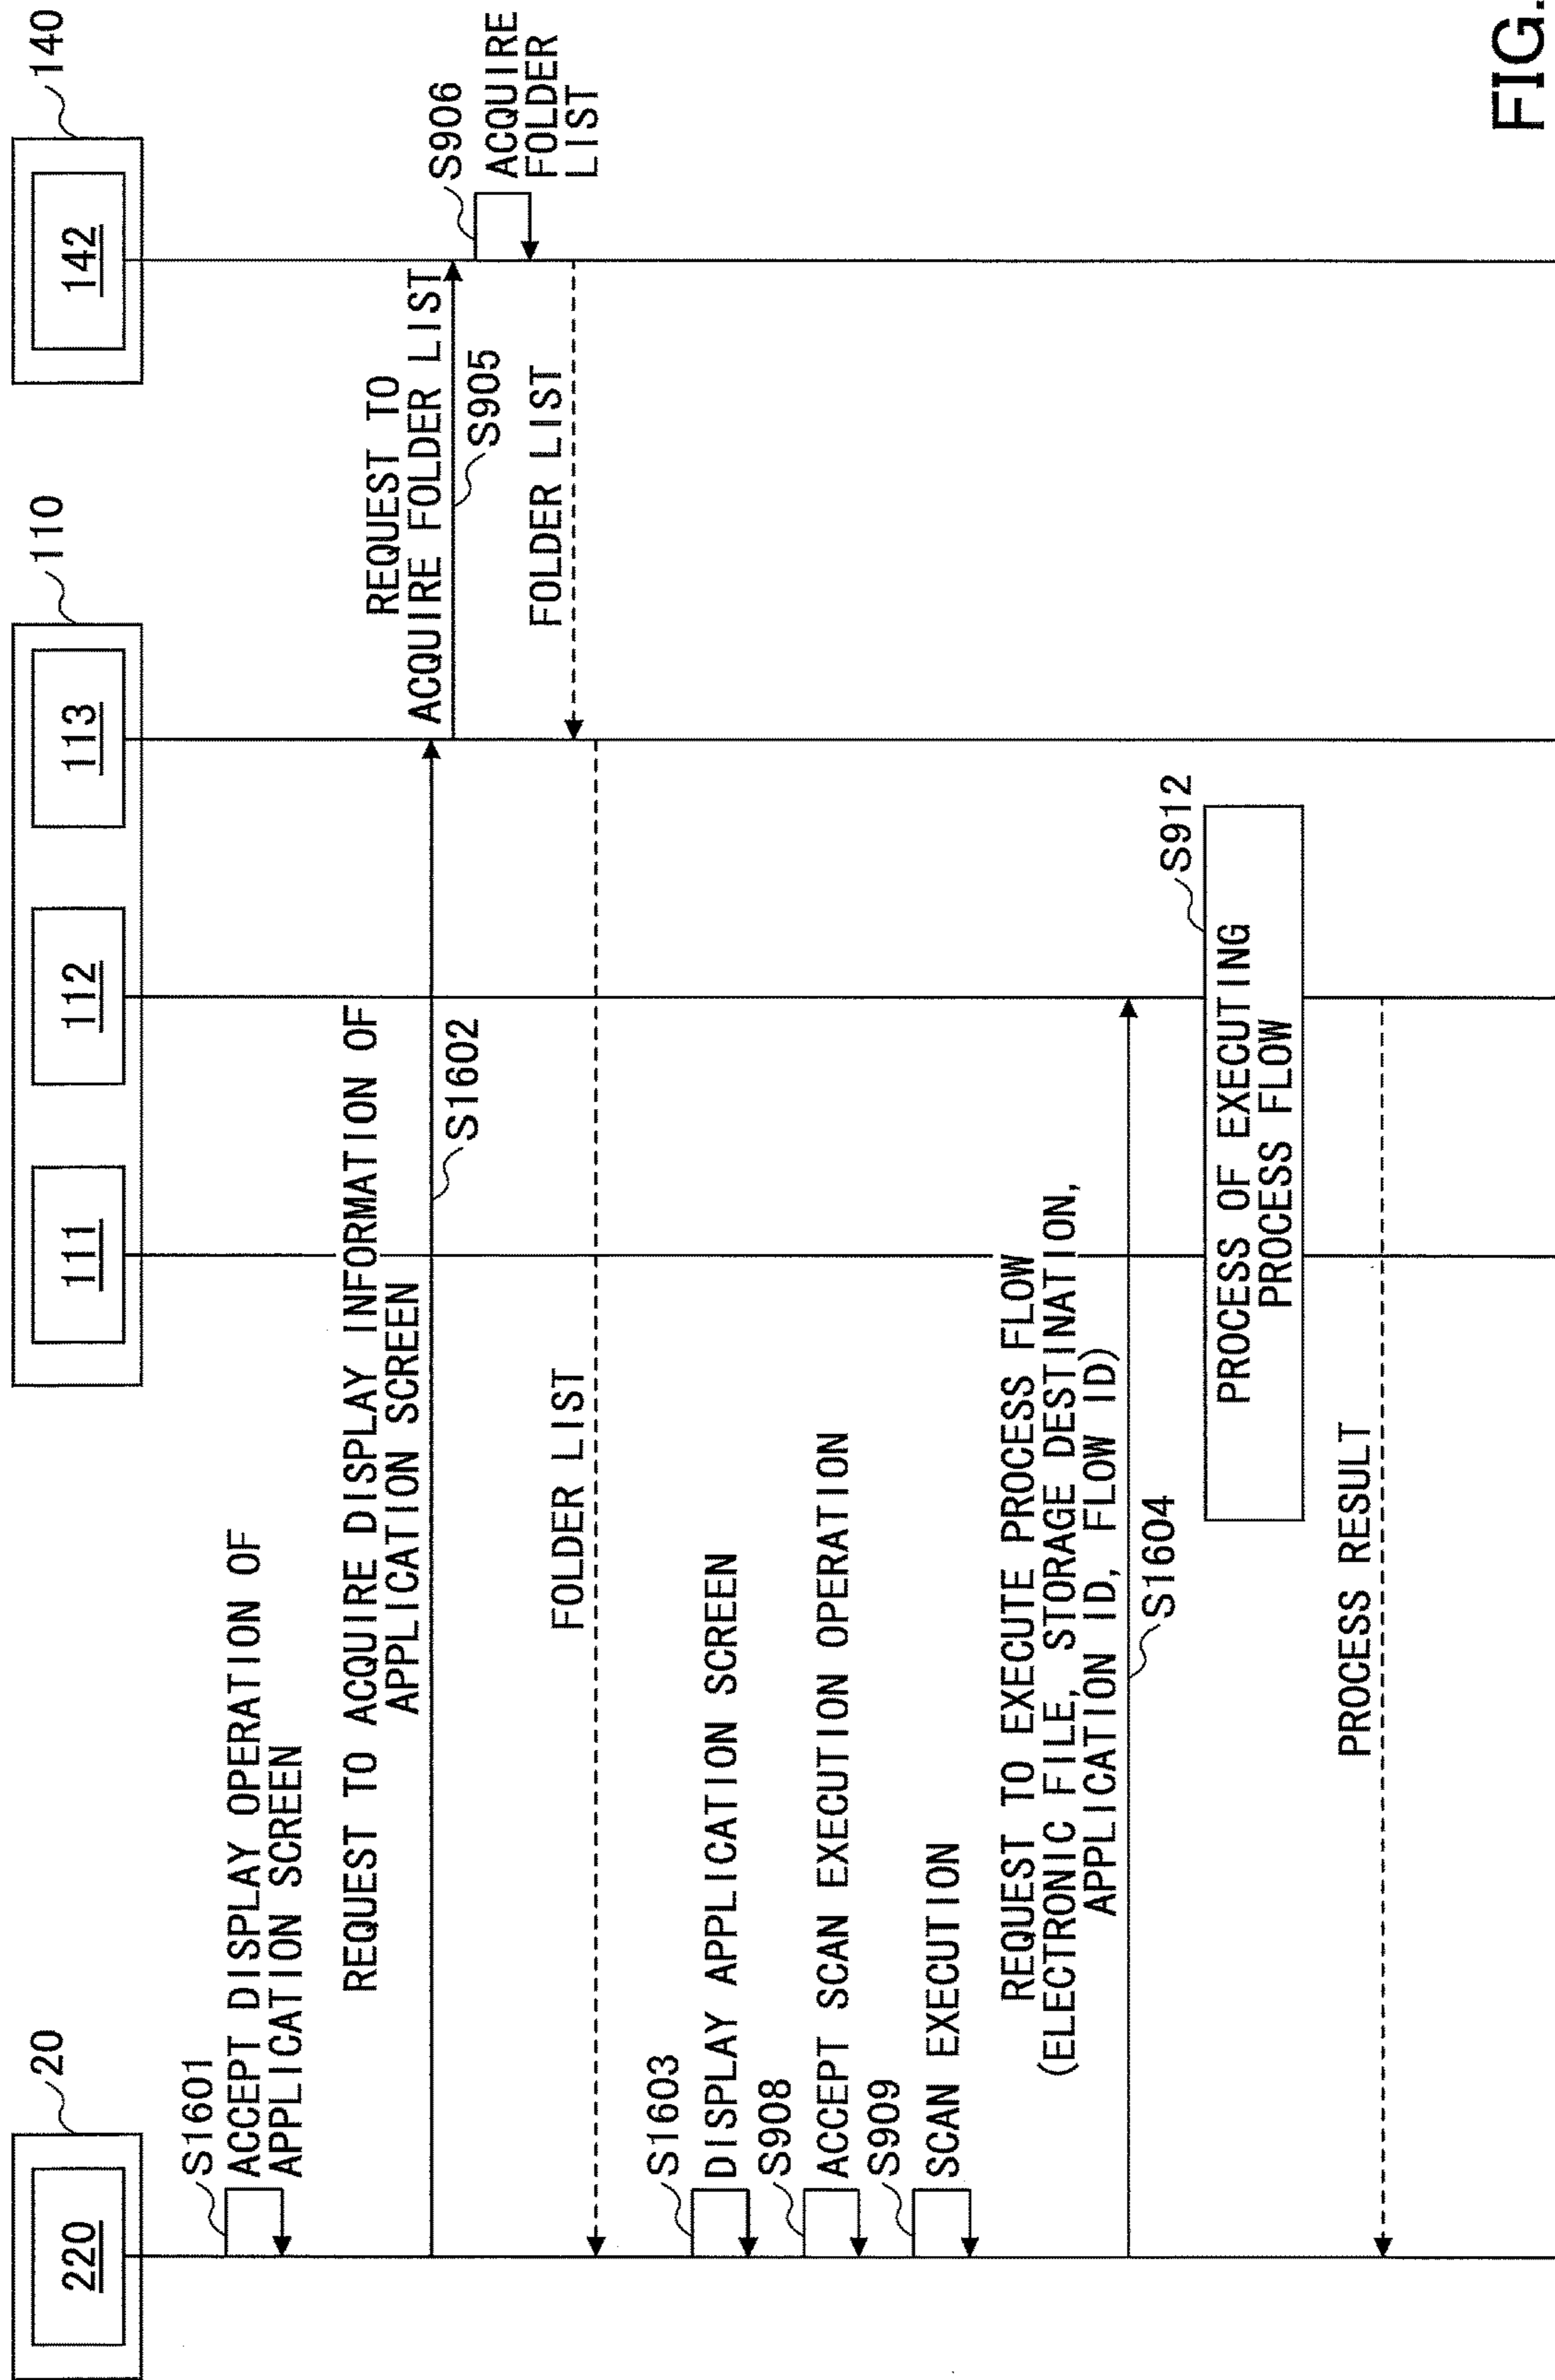 20
110
140
220
111
112
113
142
S1601
ACCEPT DISPLAY OPERATION OF
APPLICATION SCREEN
REQUEST TO ACQUIRE DISPLAY INFORMATION OF
APPLICATION SCREEN
S1602
REQUEST TO
ACQUIRE FOLDER LIST
S905
S906
ACQUIRE
FOLDER
LIST
FOLDER LIST
FOLDER LIST
S1603
DISPLAY APPLICATION SCREEN
S908
ACCEPT SCAN EXECUTION OPERATION
S909
SCAN EXECUTION
REQUEST TO EXECUTE PROCESS FLOW
(ELECTRONIC FILE, STORAGE DESTINATION,
APPLICATION ID, FLOW ID)
S1604
S912
PROCESS OF EXECUTING
PROCESS FLOW
PROCESS RESULT
FIG.